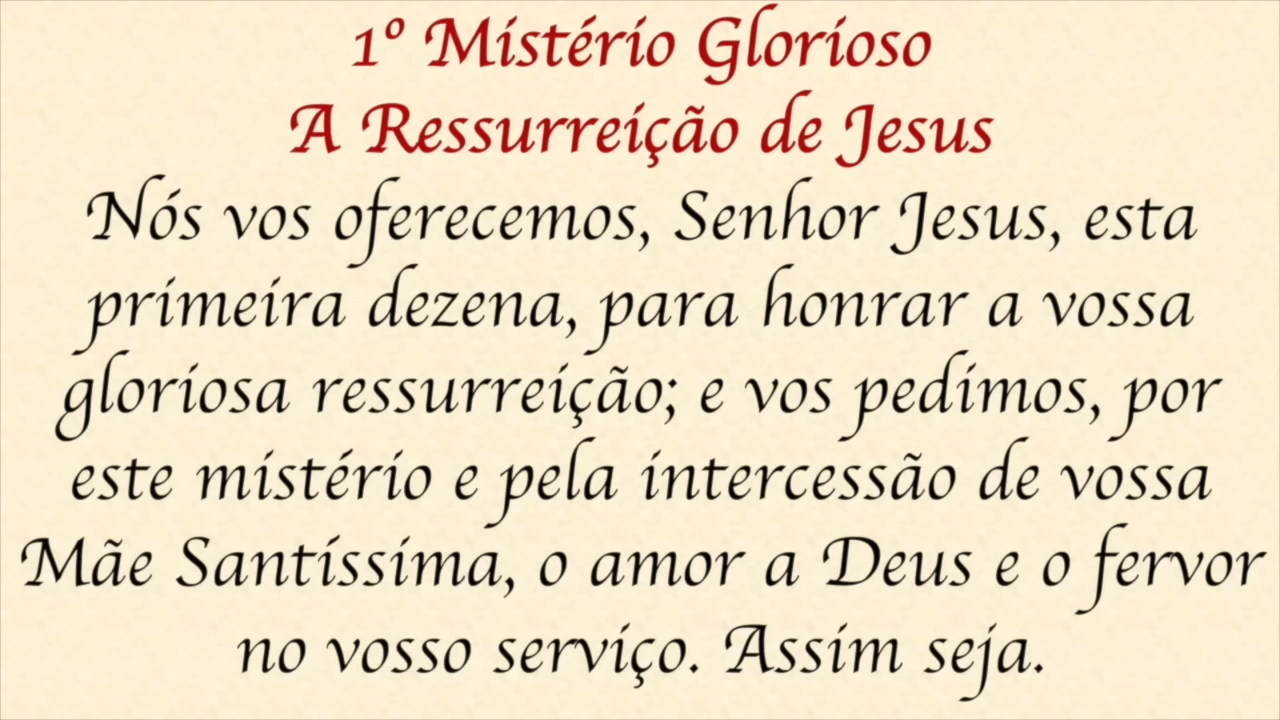 1º Mistério Glorioso
A Ressurreição de Jesus
Nós vos oferecemos, Senhor Jesus, esta
primeira dezena, para honrar a vossa
gloriosa ressurreição; e vos pedimos, por
este mistério e pela intercessão de vossa
Mãe Santíssima, o amor a Deus e o fervor
no vosso serviço. Assim seja.